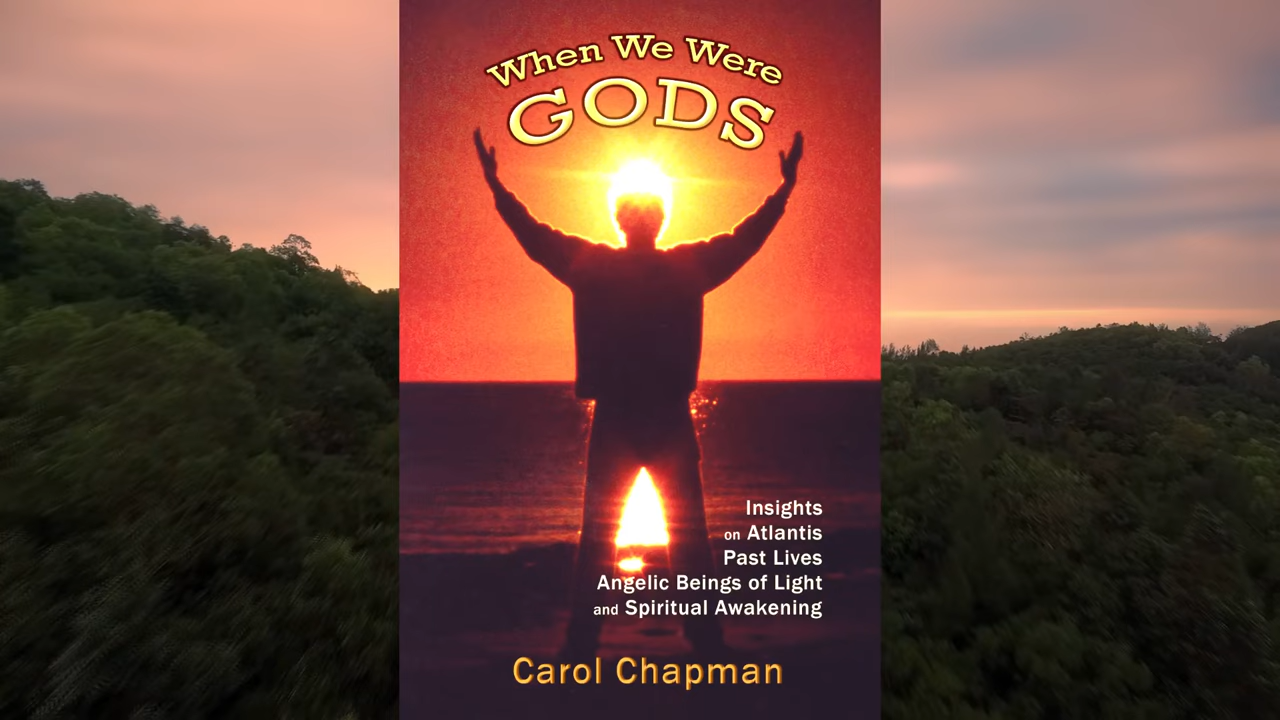 When We Were
GODS
Insights
on Atlantis
Past Lives
Angelic Beings of Light
and Spiritual Awakening
Carol Chapman